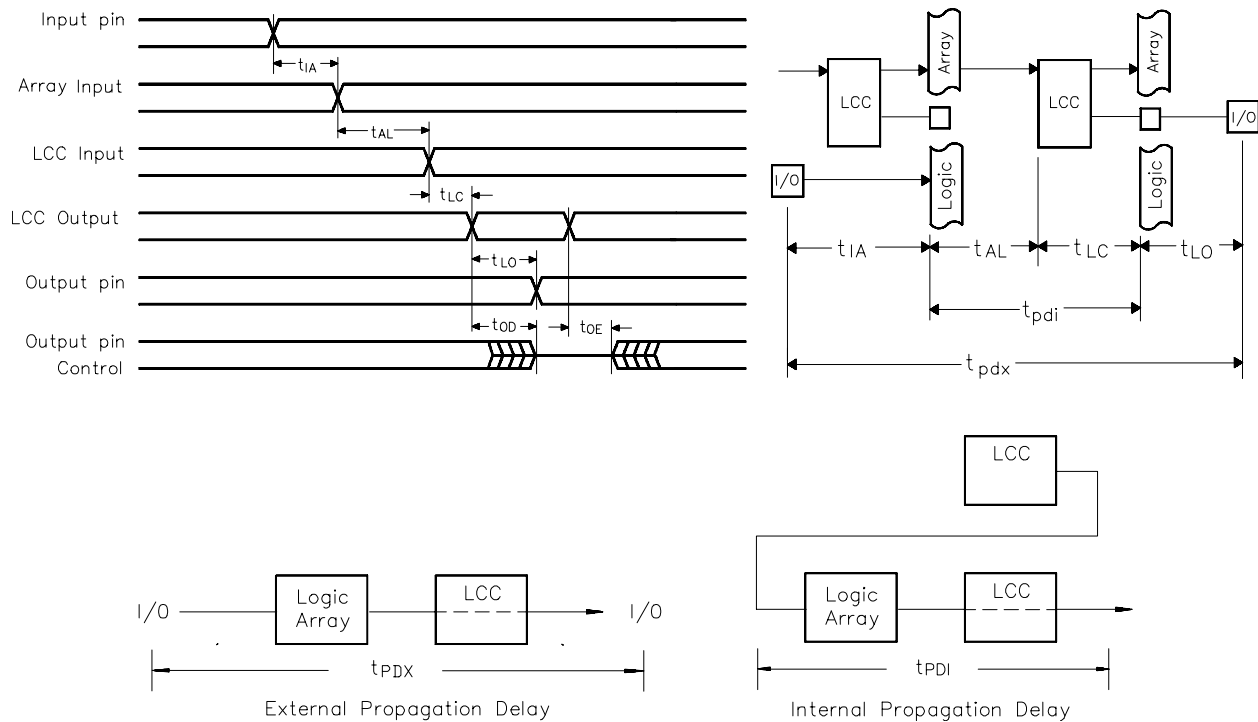 Input pin
tIA
Array Input
tAL
LCC Input
tLC
LCC Output
tLO
Output pin
tOD
tOE
Output pin
Control
Array
Array
LCC
LCC
I/O
I/O
Logic
Logic
tIA
tAL
tLC
tLO
tpdi
tpdx
I/O
Logic
Array
LCC
I/O
tPDX
External Propagation Delay
LCC
Logic
Array
LCC
tPDI
Internal Propagation Delay